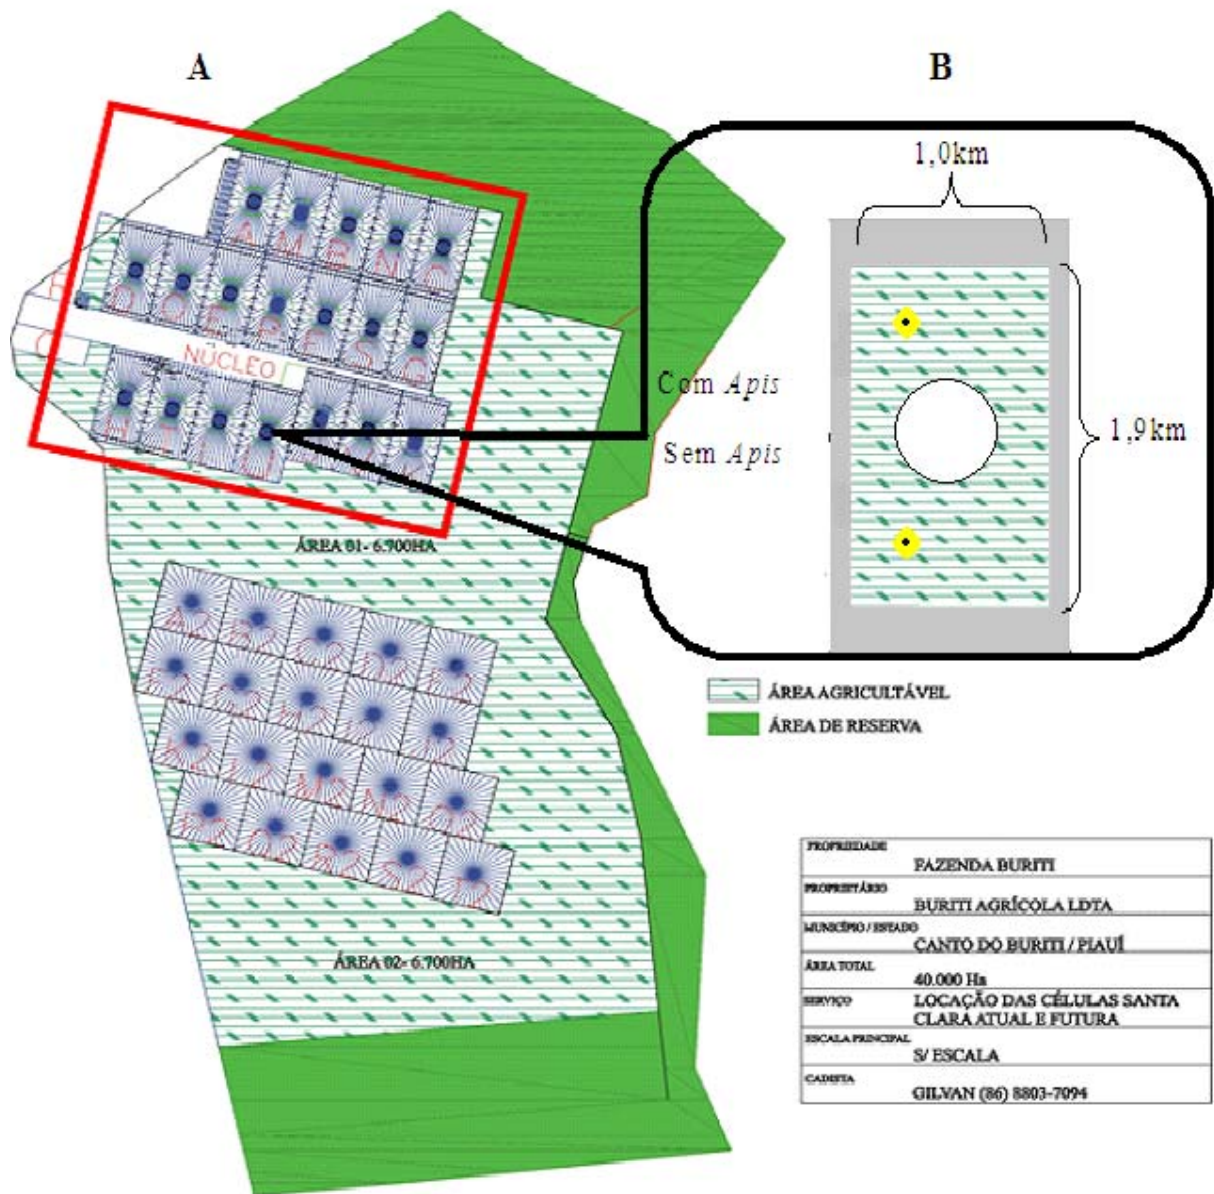 A
B
1,0km
NÚCLEO
Com Apis
Sem Apis
1,9km
ÁREA 01- 6.700HA
ÁREA AGRICULTÁVEL
ÁREA DE RESERVA
ÁREA 02- 6.700HA
PROPRIEDADE
FAZENDA BURITI
PROPRIETÁRIO
BURITI AGRÍCOLA LDTA
MUNICÍPIO / ESTADO
CANTO DO BURITI / PIAUÍ
ÁREA TOTAL
40.000 Ha
SERVIÇO
LOCAÇÃO DAS CÉLULAS SANTA
CLARA ATUAL E FUTURA
ESCALA PRINCIPAL
S/ ESCALA
CADISTA
GILVAN (86) 8803-7094